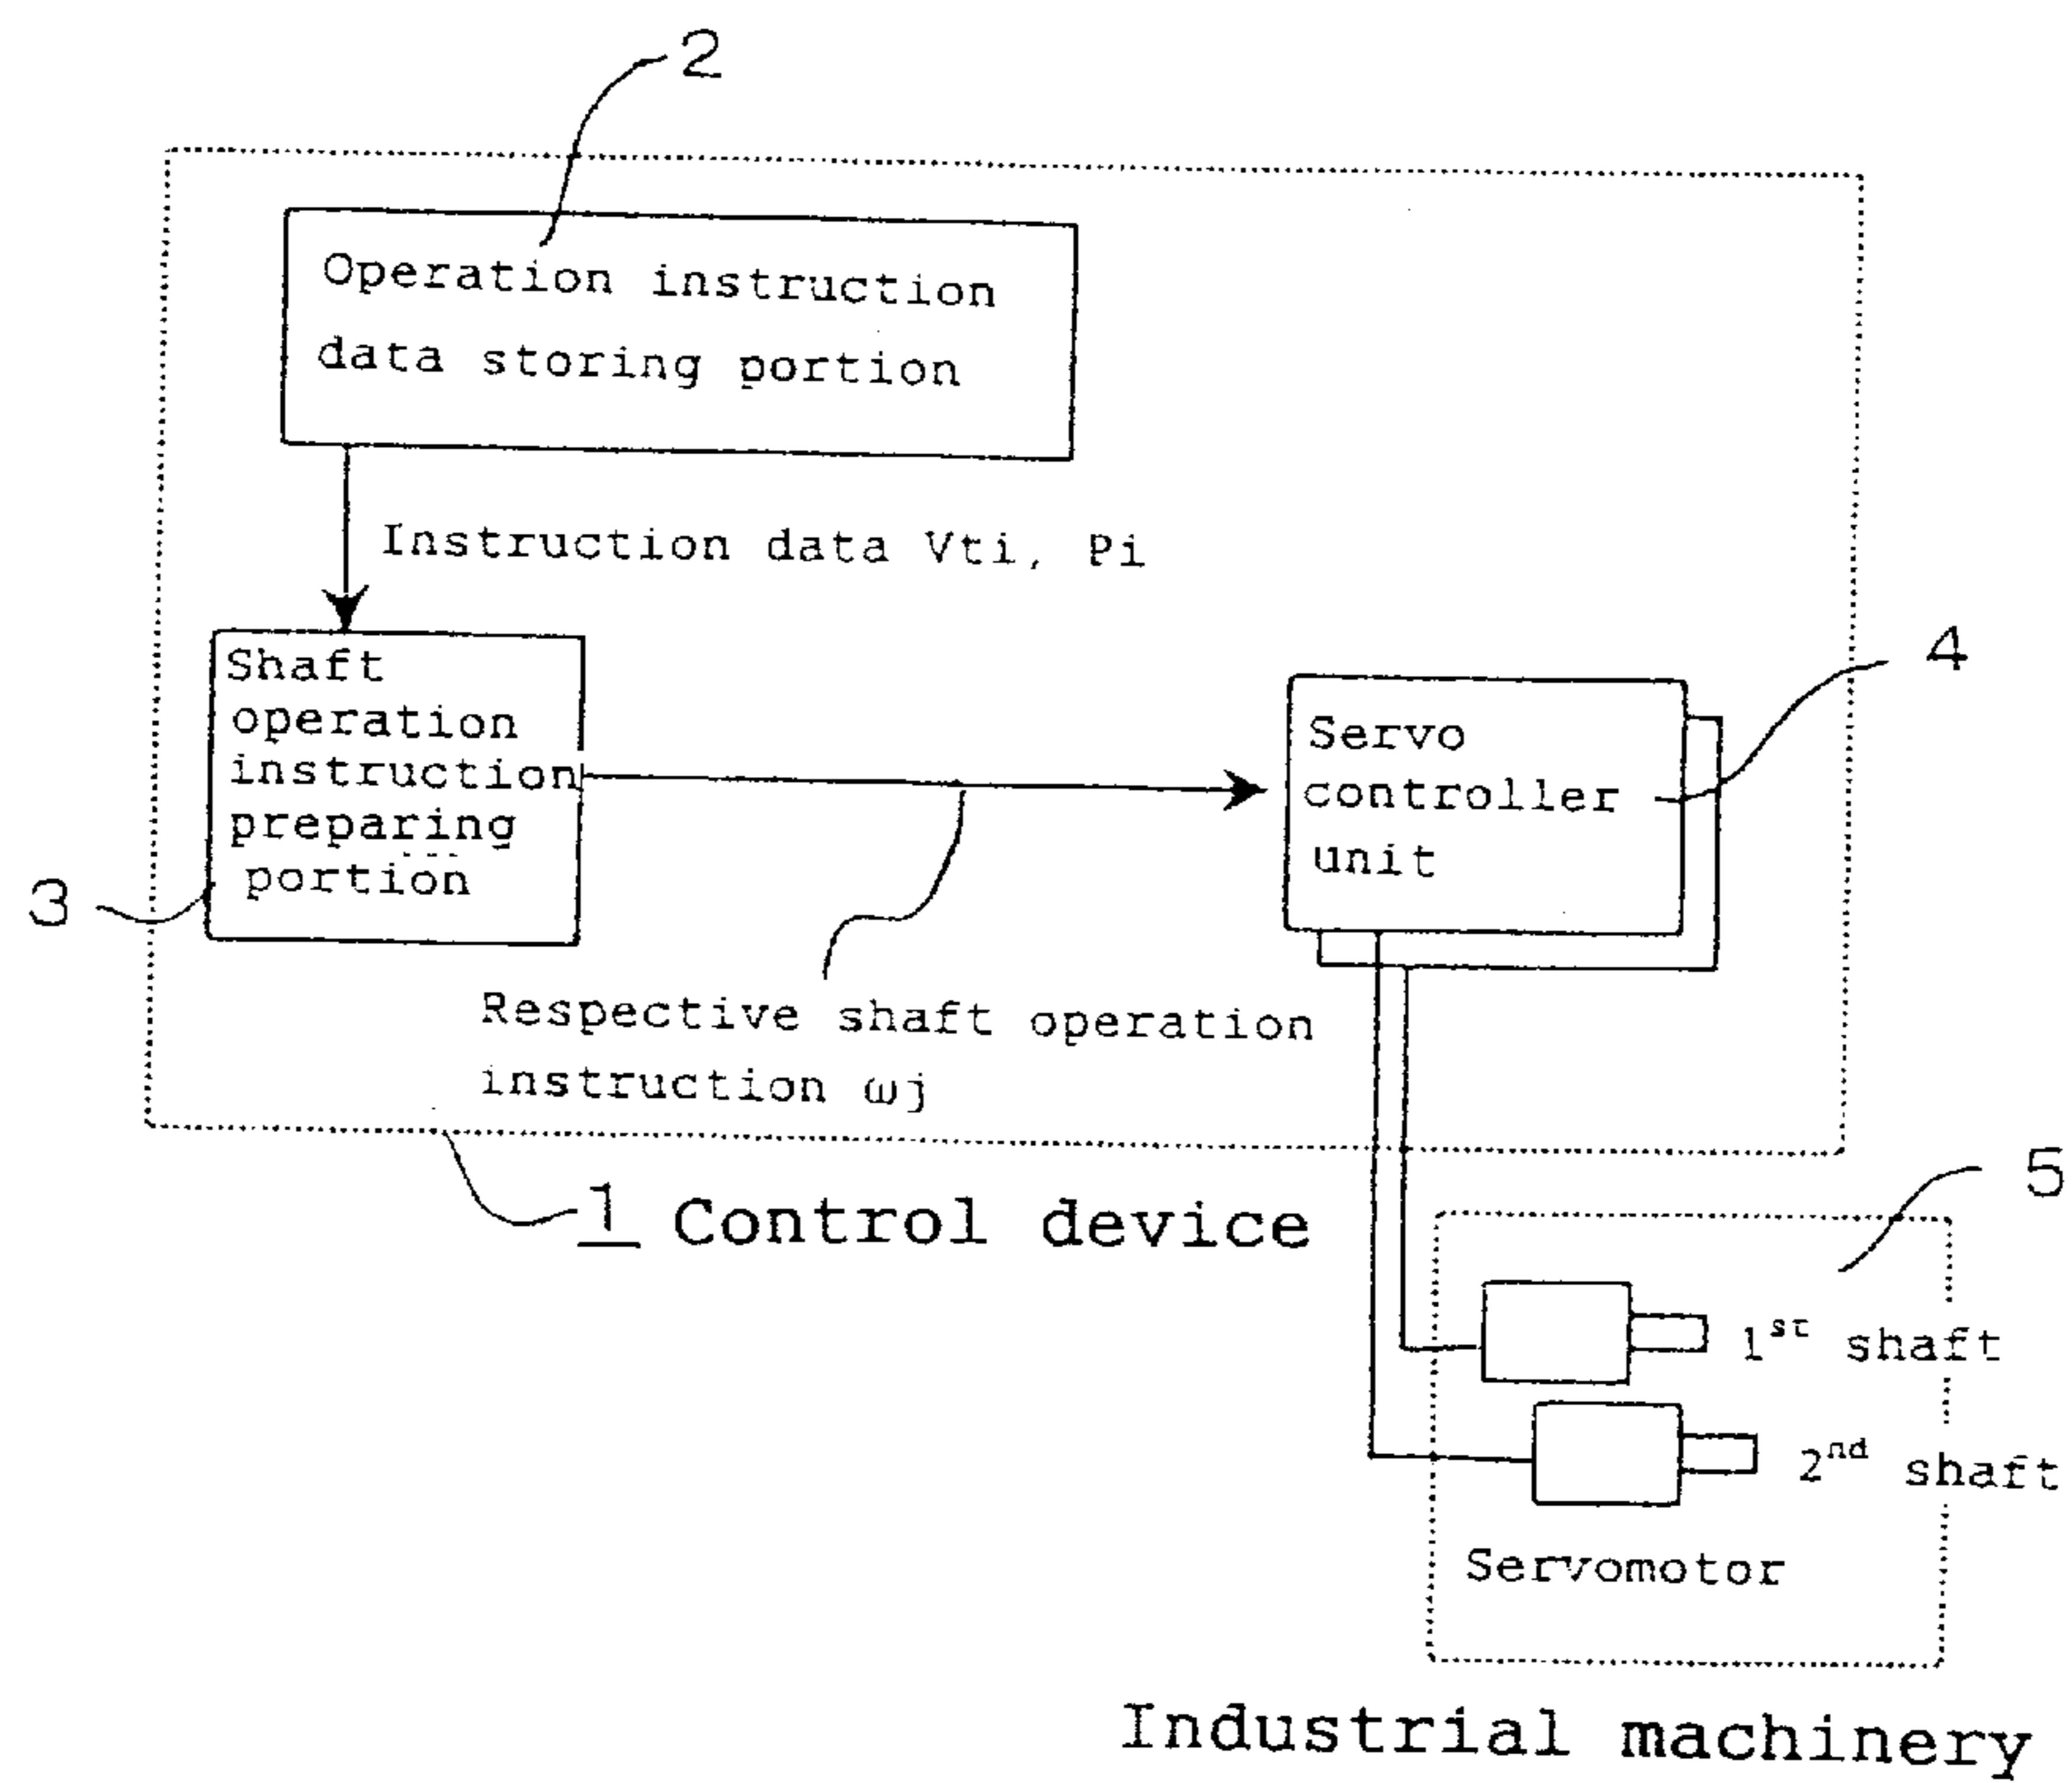 2
Operation instruction
data storing portion
Instruction data Vti, Pi
Shaft
operation
instruction
preparing
portion
3
Servo
controller
unit
4
Respective shaft operation
instruction ωj
1 Control device
5
1st shaft
2nd shaft
Servomotor
Industrial machinery